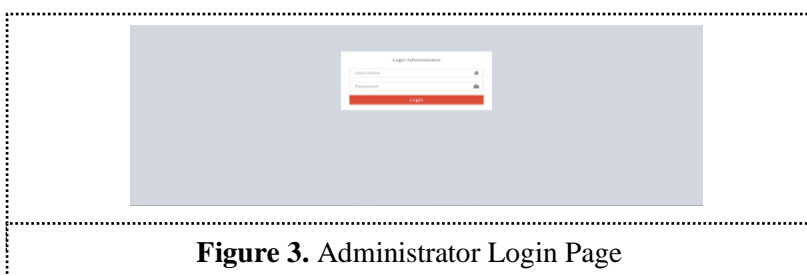 Login Administrator
Username
Password
Login
Figure 3. Administrator Login Page